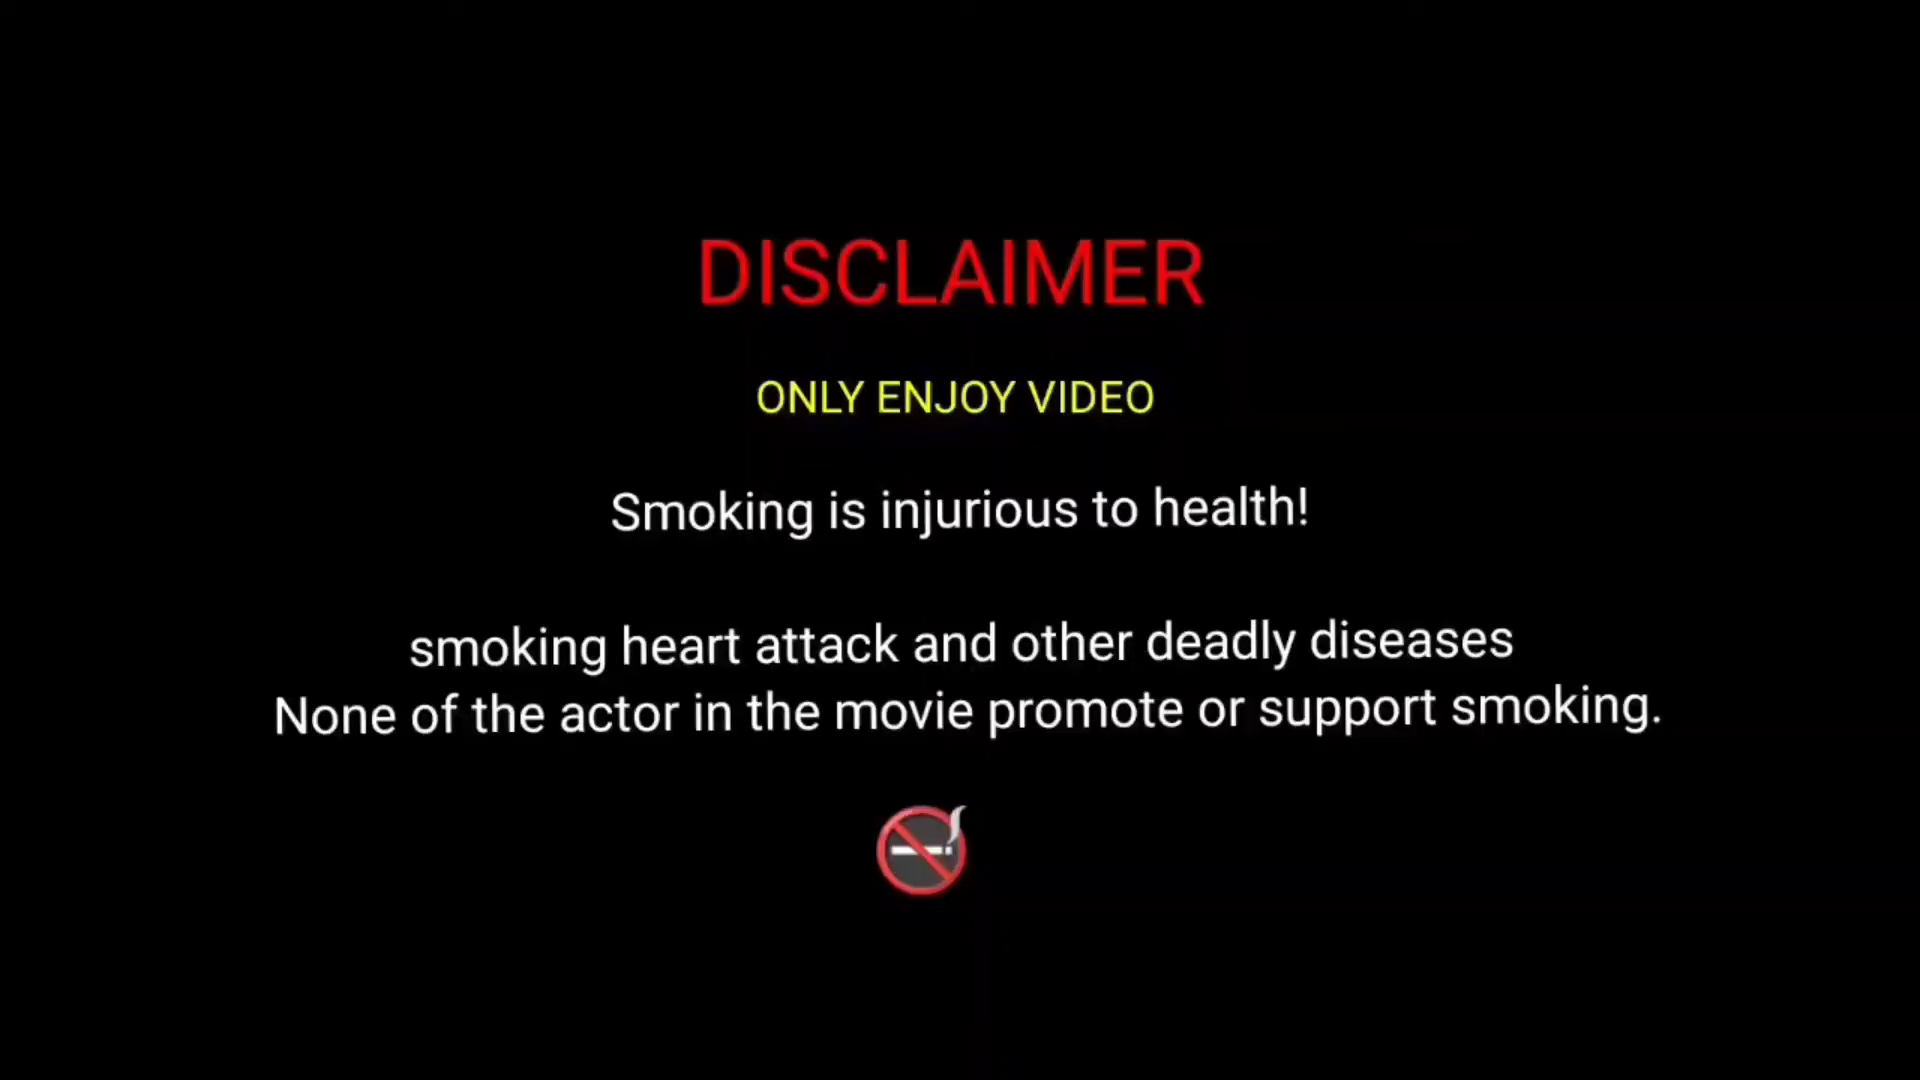 DISCLAIMER
ONLY ENJOY VIDEO
Smoking is injurious to health!
smoking heart attack and other deadly diseases
None of the actor in the movie promote or support smoking.